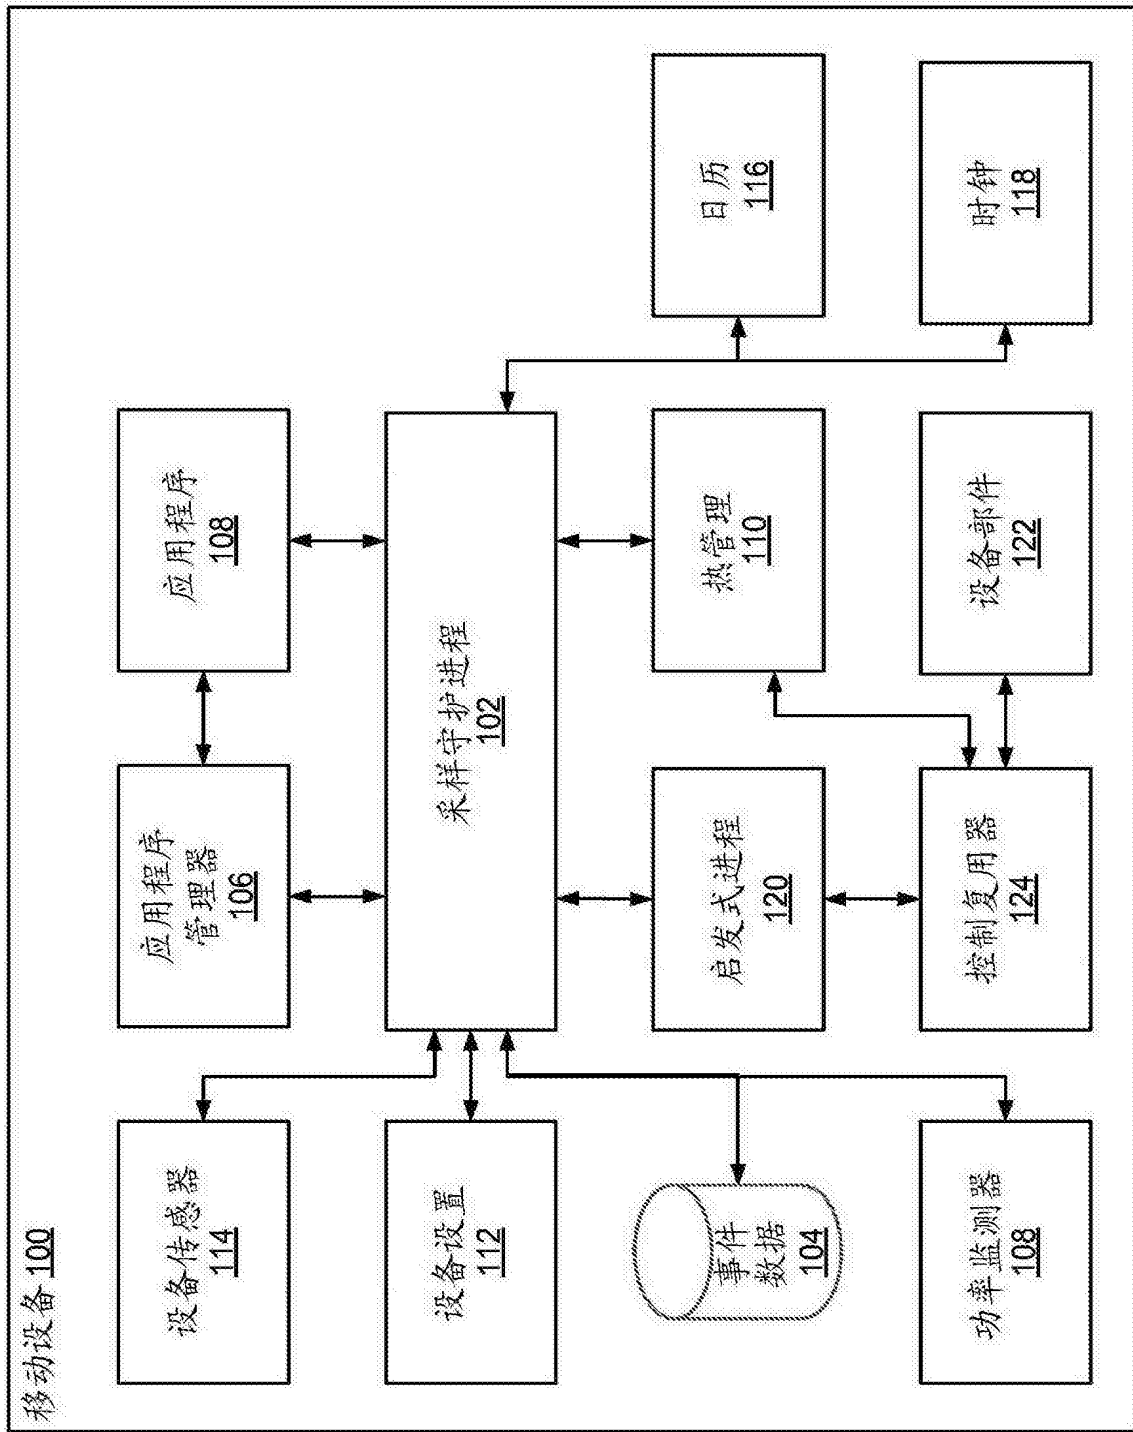 移动设备 100
设备传感器
114
应用程序
管理器
106
应用程序
108
设备设置
112
采样守护进程
102
事件
数据
104
启发式进程
120
热管理
110
日历
116
功率监测器
108
控制复用器
124
设备部件
122
时钟
118